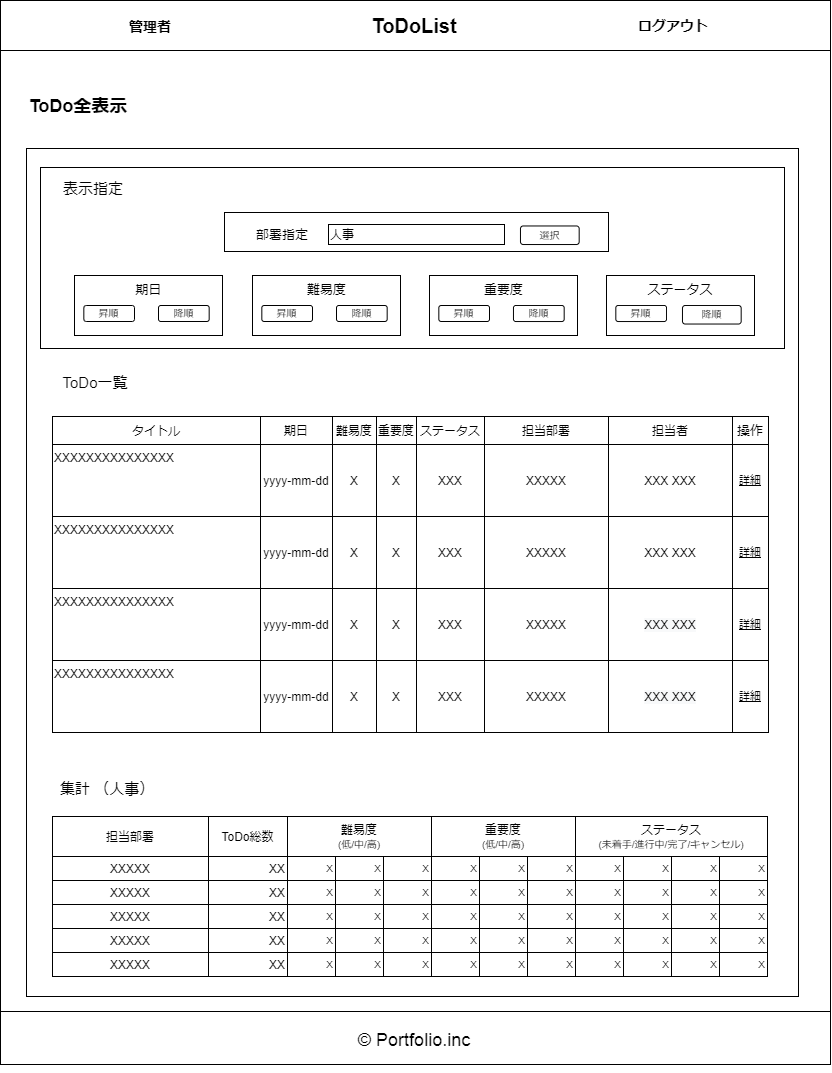 管理者 ToDoList ログアウト
ToDo全表示
表示指定
部署指定 人事 選択
期日 難易度 重要度 ステータス
昇順 降順 昇順 降順 昇順 降順 昇順 降順
ToDo一覧
タイトル 期日 難易度 重要度 ステータス 担当部署 担当者 操作
XXXXXXXXXXXXXXX
yyyy-mm-dd X X XXX XXXXX XXX XXX 詳細
XXXXXXXXXXXXXXX
yyyy-mm-dd X X XXX XXXXX XXX XXX 詳細
XXXXXXXXXXXXXXX
yyyy-mm-dd X X XXX XXXXX XXX XXX 詳細
XXXXXXXXXXXXXXX
yyyy-mm-dd X X XXX XXXXX XXX XXX 詳細
集計 （人事）
担当部署 ToDo総数 難易度 重要度 ステータス
(低/中/高) (低/中/高) (未着手/進行中/完了/キャンセル)
XXXXX XX X X X X X X X X X X
XXXXX XX X X X X X X X X X X
XXXXX XX X X X X X X X X X X
XXXXX XX X X X X X X X X X X
XXXXX XX X X X X X X X X X X
© Portfolio.inc